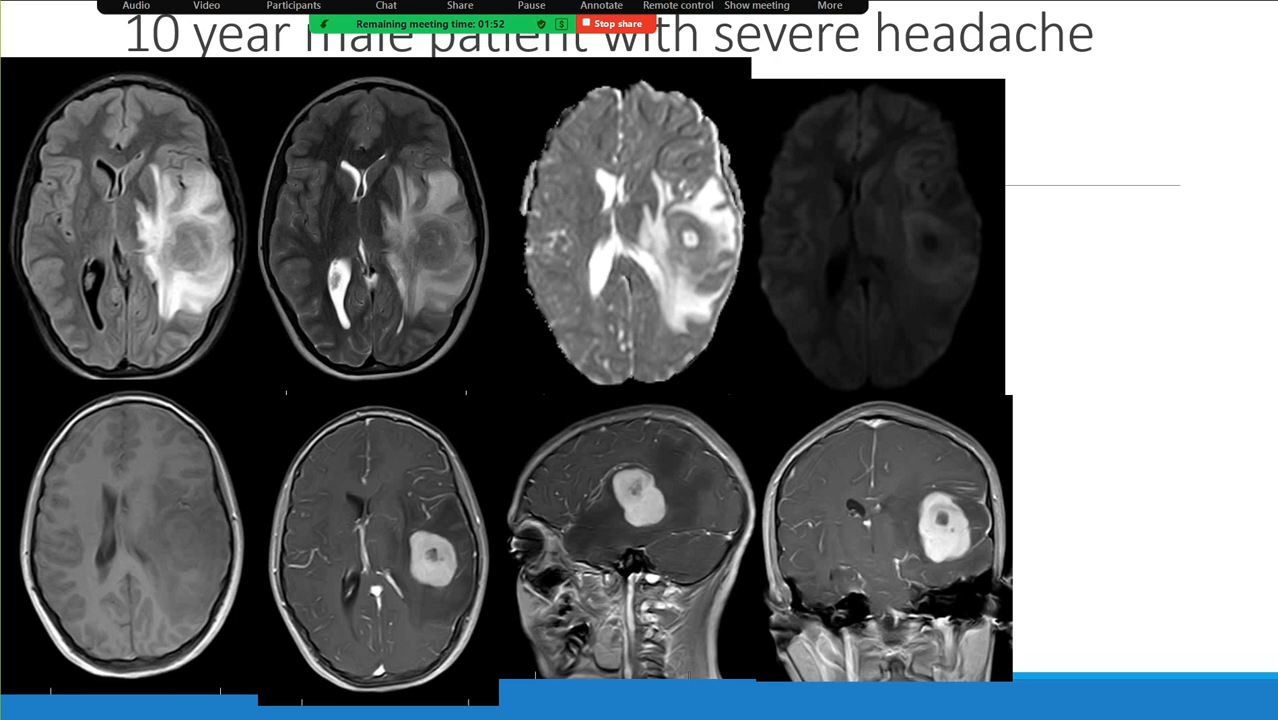 Audio Video Participants Chat Share Pause Annotate Remote control Show meeting More
Remaining meeting time: 01:52 $ Stop share
10 year male patient with severe headache